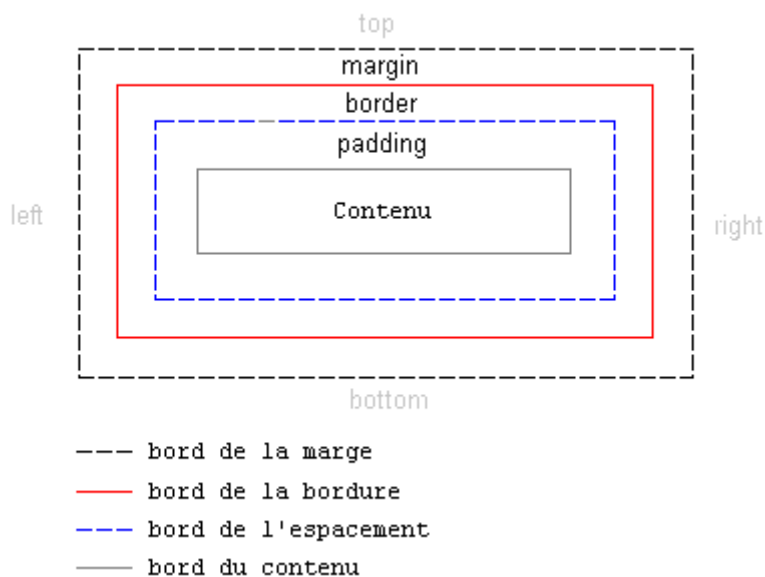 top
margin
border
padding
Contenu
left
right
bottom
bord de la marge
bord de la bordure
bord de l'espacement
bord du contenu